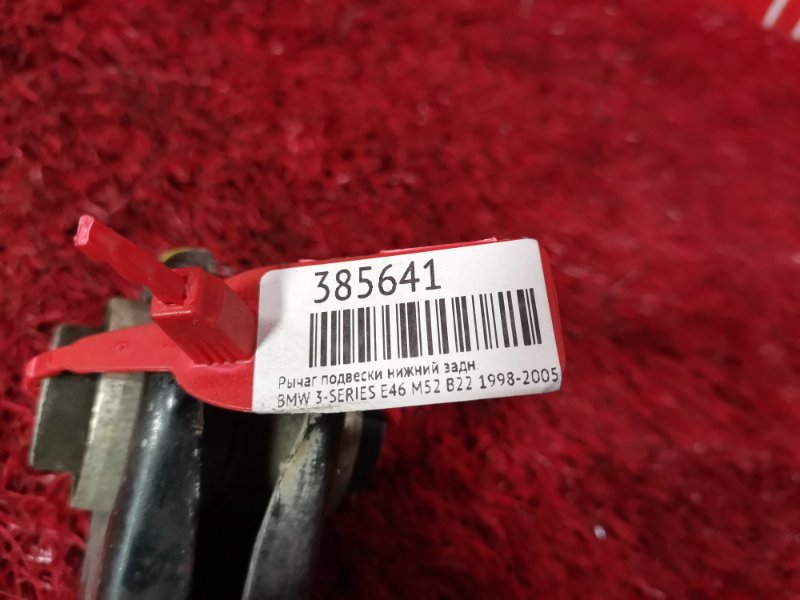 385641
Рычаг подвески нижний задн.
BMW 3-SERIES E46 M52 B22 1998-2005